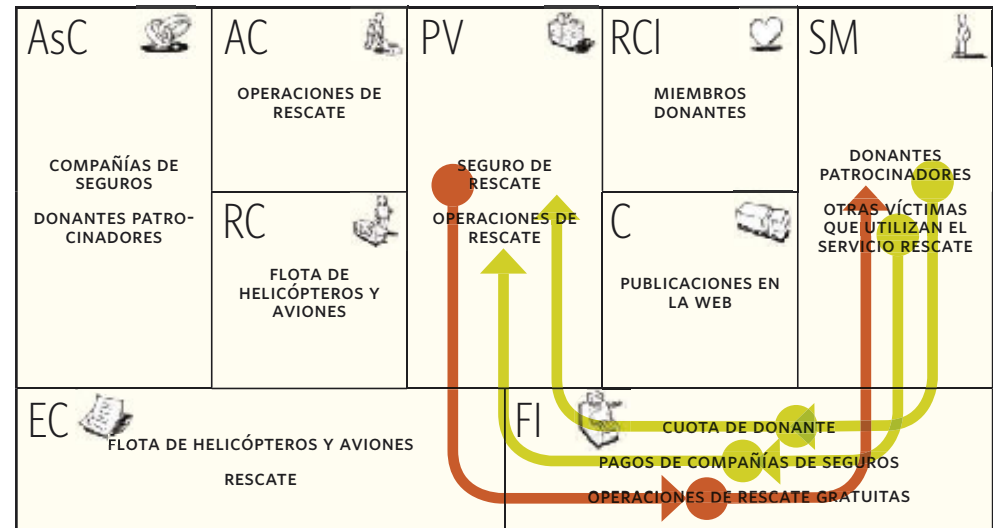 AsC
COMPAÑÍAS DE
SEGUROS
DONANTES PATRO-
CINADORES
AC
OPERACIONES DE
RESCATE
RC
FLOTA DE
HELICÓPTEROS Y
AVIONES
PV
SEGURO DE
RESCATE
OPERACIONES DE
RESCATE
RCl
MIEMBROS
DONANTES
C
PUBLICACIONES EN
LA WEB
SM
DONANTES
PATROCINADORES
OTRAS VÍCTIMAS
QUE UTILIZAN EL
SERVICIO RESCATE
EC
FLOTA DE HELICÓPTEROS Y AVIONES
RESCATE
FI
CUOTA DE DONANTE
PAGOS DE COMPAÑÍAS DE SEGUROS
OPERACIONES DE RESCATE GRATUITAS